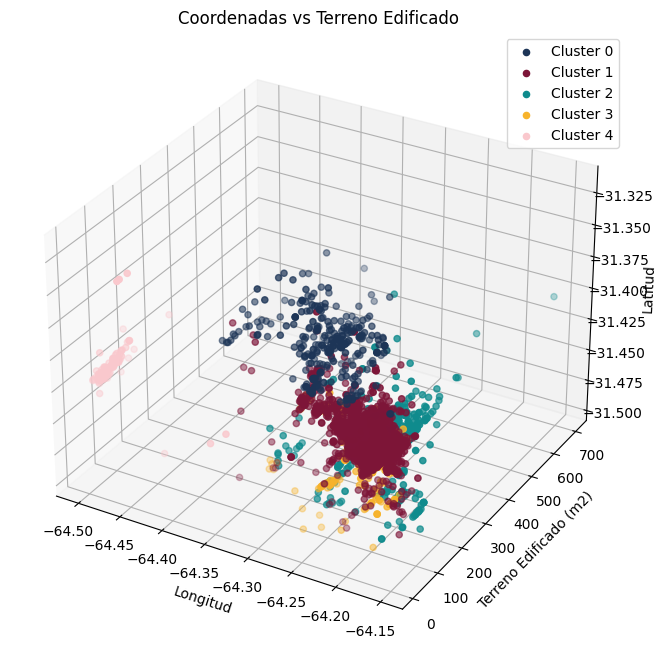 Coordenadas vs Terreno Edificado
Cluster 0
Cluster 1
Cluster 2
Cluster 3
Cluster 4
−31.325
−31.350
−31.375
−31.400
−31.425
−31.450
−31.475
−31.500
Latitud
700
600
500
400
300
200
100
0
Terreno Edificado (m2)
−64.50
−64.45
−64.40
−64.35
−64.30
−64.25
−64.20
−64.15
Longitud